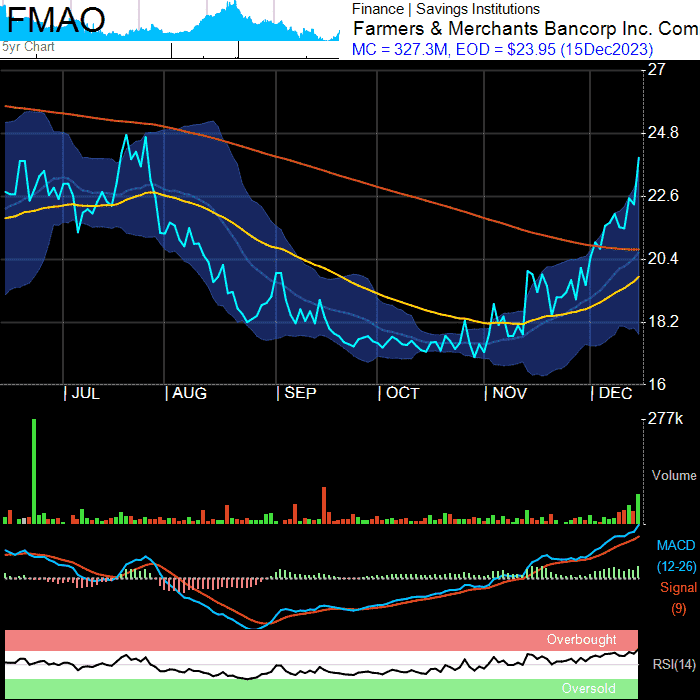 FMAO
5yr Chart
Finance | Savings Institutions
Farmers & Merchants Bancorp Inc. Com
MC = 327.3M, EOD = $23.95 (15Dec2023)
27
24.8
22.6
20.4
18.2
16
JUL AUG SEP OCT NOV DEC
277k
Volume
MACD
(12-26)
Signal
(9)
Overbought
RSI(14)
Oversold